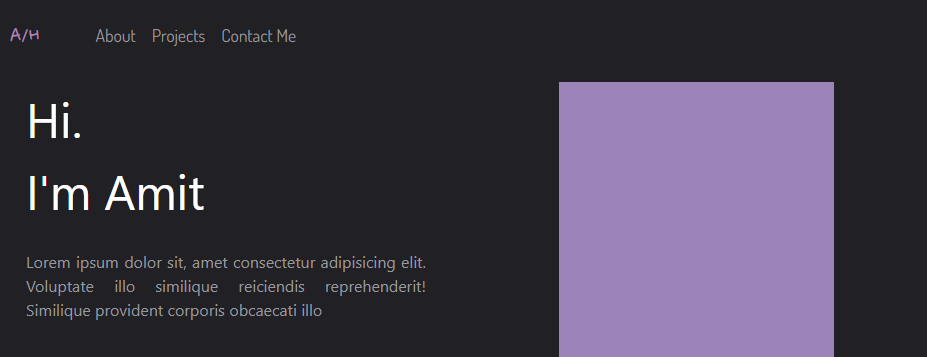 A/H About Projects Contact Me
Hi.
I'm Amit
Lorem ipsum dolor sit, amet consectetur adipisicing elit.
Voluptate illo similique reiciendis reprehenderit!
Similique provident corporis obcaecati illo